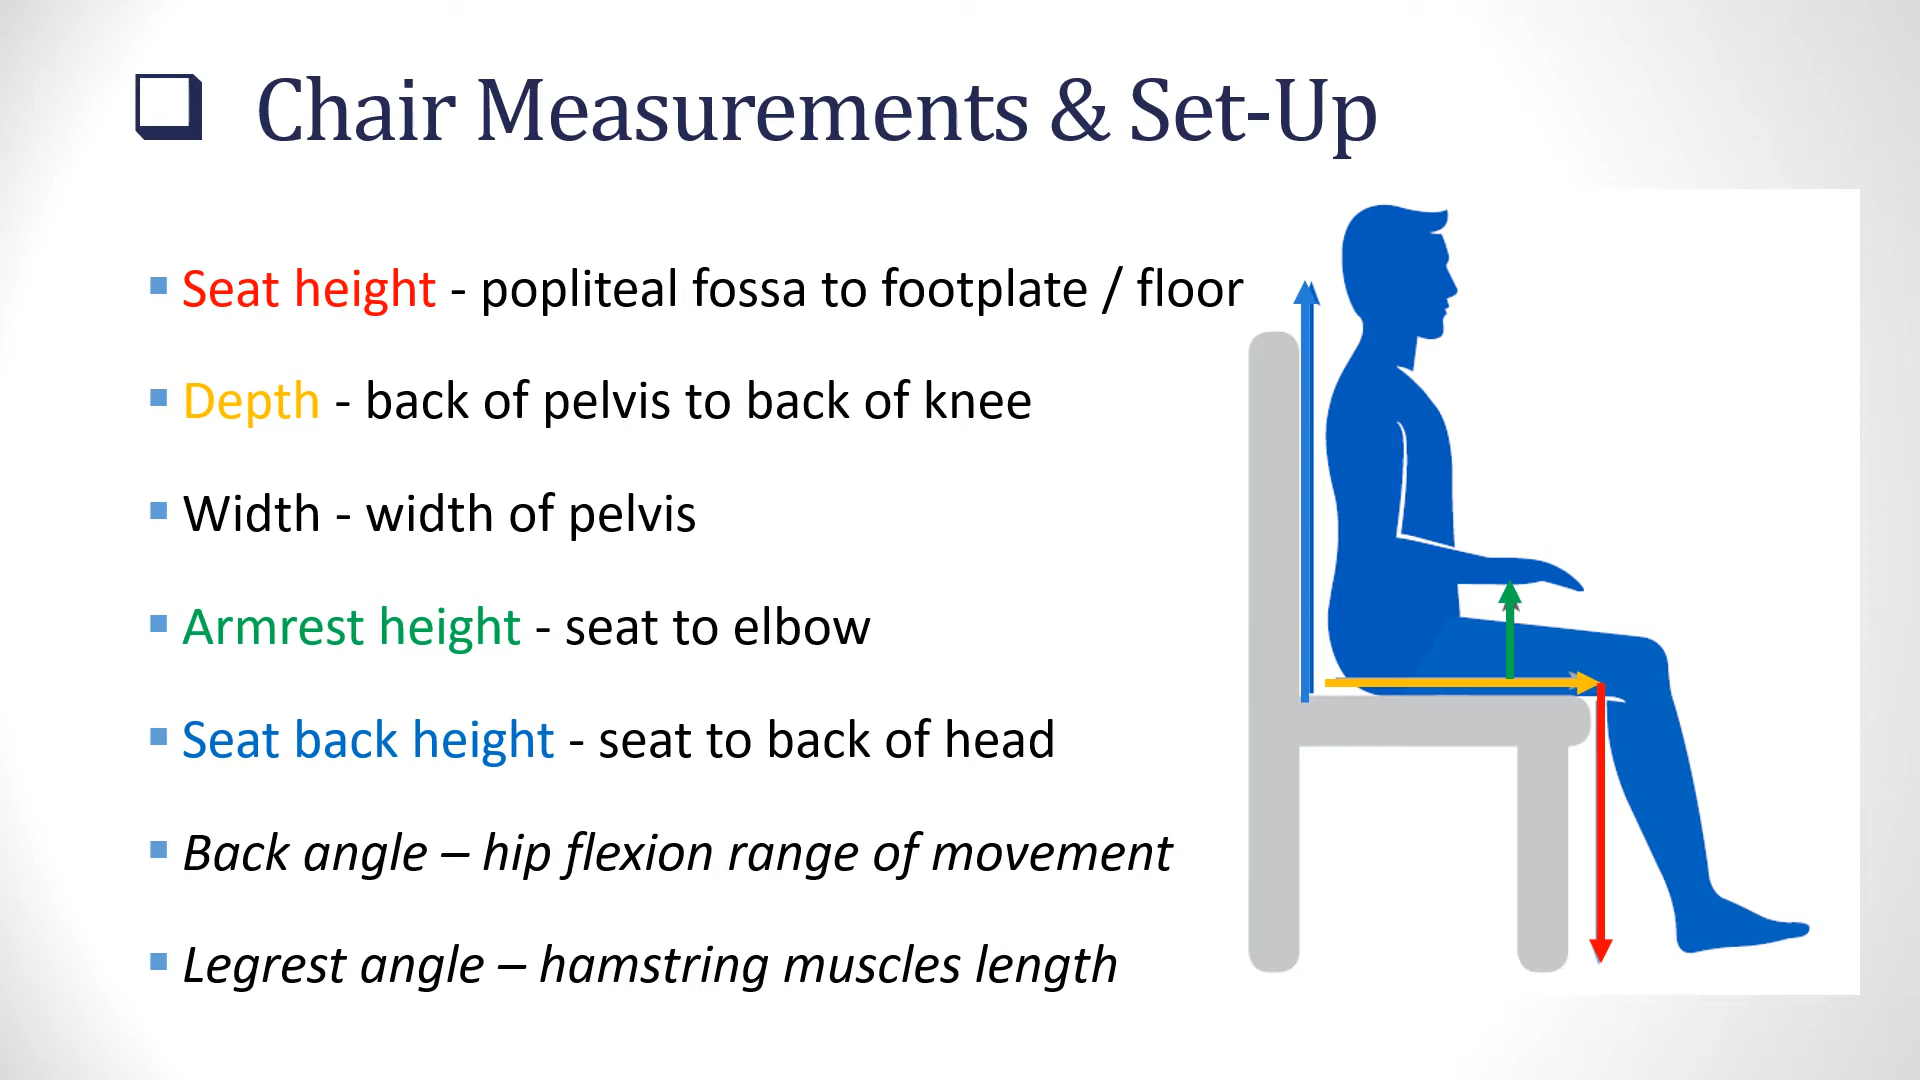 Chair Measurements & Set-Up
Seat height - popliteal fossa to footplate / floor
Depth - back of pelvis to back of knee
Width - width of pelvis
Armrest height - seat to elbow
Seat back height - seat to back of head
Back angle – hip flexion range of movement
Legrest angle – hamstring muscles length